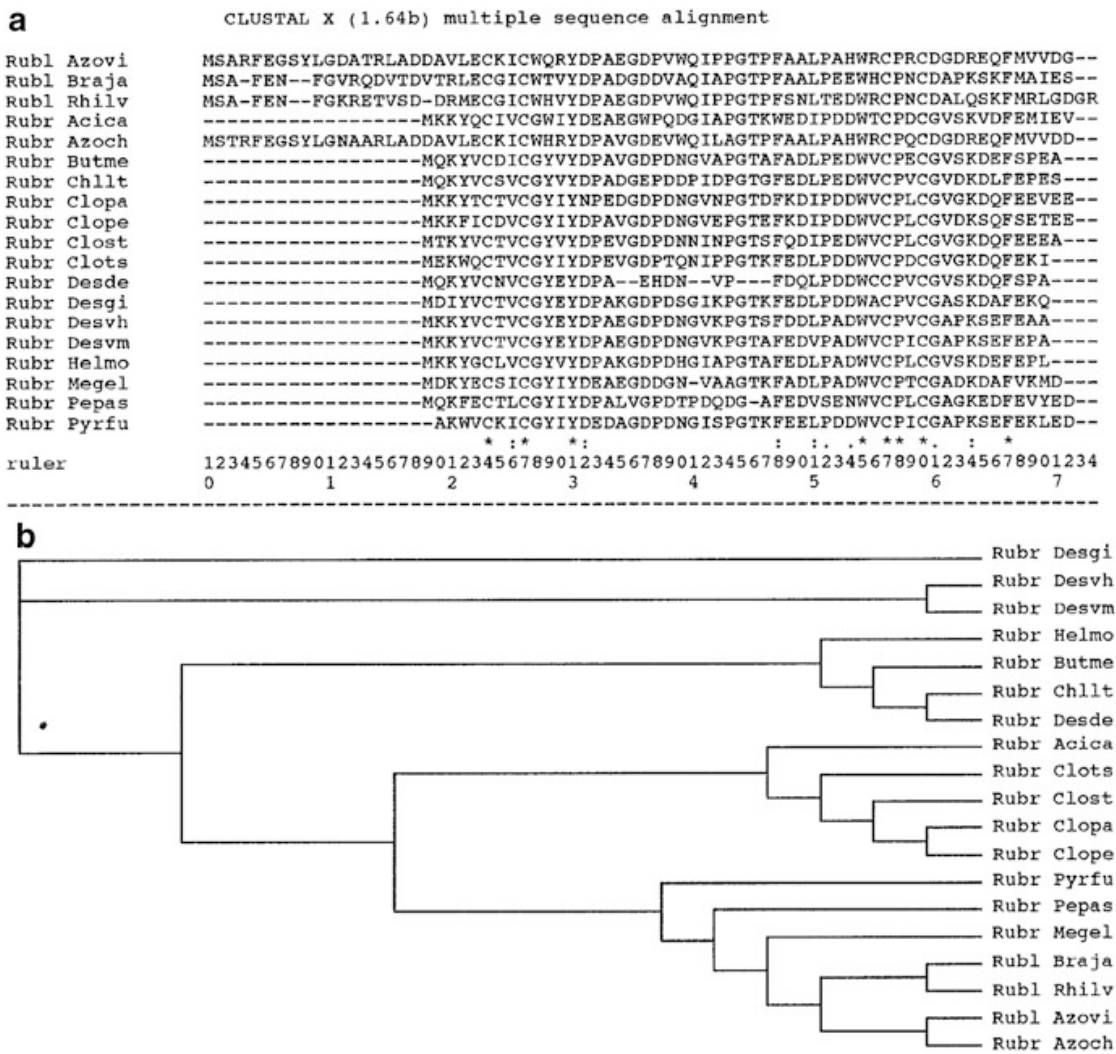 a
CLUSTAL X (1.64b) multiple sequence alignment
Rubl Azovi MSARFEGSYLGDATRLADDAVLECKICWQRYDPAEGDPVWQIPPGTPFAALPAHWRCPRCDGDREQFMVVDG---
Rubl Braja MSA-FEN--FGVRQDVTDVTRLECGICWTVYDPADGDDVAQIAPGTPFAALPEEWHCPNCDAPKSKFMAIES---
Rubl Rhilv MSA-FEN--FGKRETVSD-DRMECGICWHVYDPAEGDPVWQIPPGTPFSNLTEDWRCPNCDALQSKFMRLGDGR
Rubr Acica ------------------MKKYQCIVCGWIYDEAEGWPQDGIAPGTKWEDIPDDWTCPDCGVSKVDFEMIEV--
Rubr Azoch MSTRFEGSYLGNAARLADDAVLECKICWHRYDPAVGDEVWQILAGTPFAALPAHWRCPQCDGDREQFMVVDD--
Rubr Butme ------------------MQKYVCDICGYVYDPAVGDPDNGVAPGTAFADLPEDWVCPECGVSKDEFSPEA---
Rubr Chllt ------------------MQKYVCSVCGYVYDPADGEPDDPIDPGTGFEDLPEDWVCPVCGVDKDLFEPES---
Rubr Clopa ------------------MKKYTCTVCGYIYNPEDGDPDNGVNPGTDFKDIPDDWVCPLCGVGKDQFEEVEE--
Rubr Clope ------------------MKKFICDVCGYIYDPAVGDPDNGVEPGTEFKDIPDDWVCPLCGVDKSQFSETEE--
Rubr Clost ------------------MTKYVCTVCGYVYDPEVGDPDNNINPGTSFQDIPEDWVCPLCGVGKDQFEEEA---
Rubr Clots ------------------MEKWQCTVCGYIYDPEVGDPTQNIPPGTKFEDLPDDWVCPDCGVGKDQFEKI----
Rubr Desde ------------------MQKYVCNVCGYEYDPA--EHDN--VP---FDQLPDDWCCPVCGVSKDQFSPA----
Rubr Desgi ------------------MDIYVCTVCGYEYDPAKGDPDSGIKPGTKFEDLPDDWACPVCGASKDAFEKQ----
Rubr Desvh ------------------MKKYVCTVCGYEYDPAEGDPDNGVKPGTSFDDLPADWVCPVCGAPKSEFEAA----
Rubr Desvm ------------------MKKYVCTVCGYEYDPAEGDPDNGVKPGTAFEDVPADWVCPICGAPKSEFEPA----
Rubr Helmo ------------------MKKYGCLVCGYVYDPAKGDPDHGIAPGTAFEDLPADWVCPLCGVSKDEFEPL----
Rubr Megel ------------------MDKYECSICGYIYDEAEGDDGN-VAAGTKFADLPADWVCPTCGADKDAFVKMD---
Rubr Pepas ------------------MQKFECTLCGYIYDPALVGPDTPDQDG-AFEDVSENWVCPLCGAGKEDFEVYED--
Rubr Pyrfu -------------------AKWVCKICGYIYDEDAGDPDNGISPGTKFEELPDDWVCPICGAPKSEFEKLED--
* :* *: : :. .* ** *. : *
ruler 12345678901234567890123456789012345678901234567890123456789012345678901234
0 1 2 3 4 5 6 7
b
Rubr Desgi
Rubr Desvh
Rubr Desvm
Rubr Helmo
Rubr Butme
Rubr Chllt
Rubr Desde
Rubr Acica
Rubr Clots
Rubr Clost
Rubr Clopa
Rubr Clope
Rubr Pyrfu
Rubr Pepas
Rubr Megel
Rubl Braja
Rubl Rhilv
Rubl Azovi
Rubr Azoch